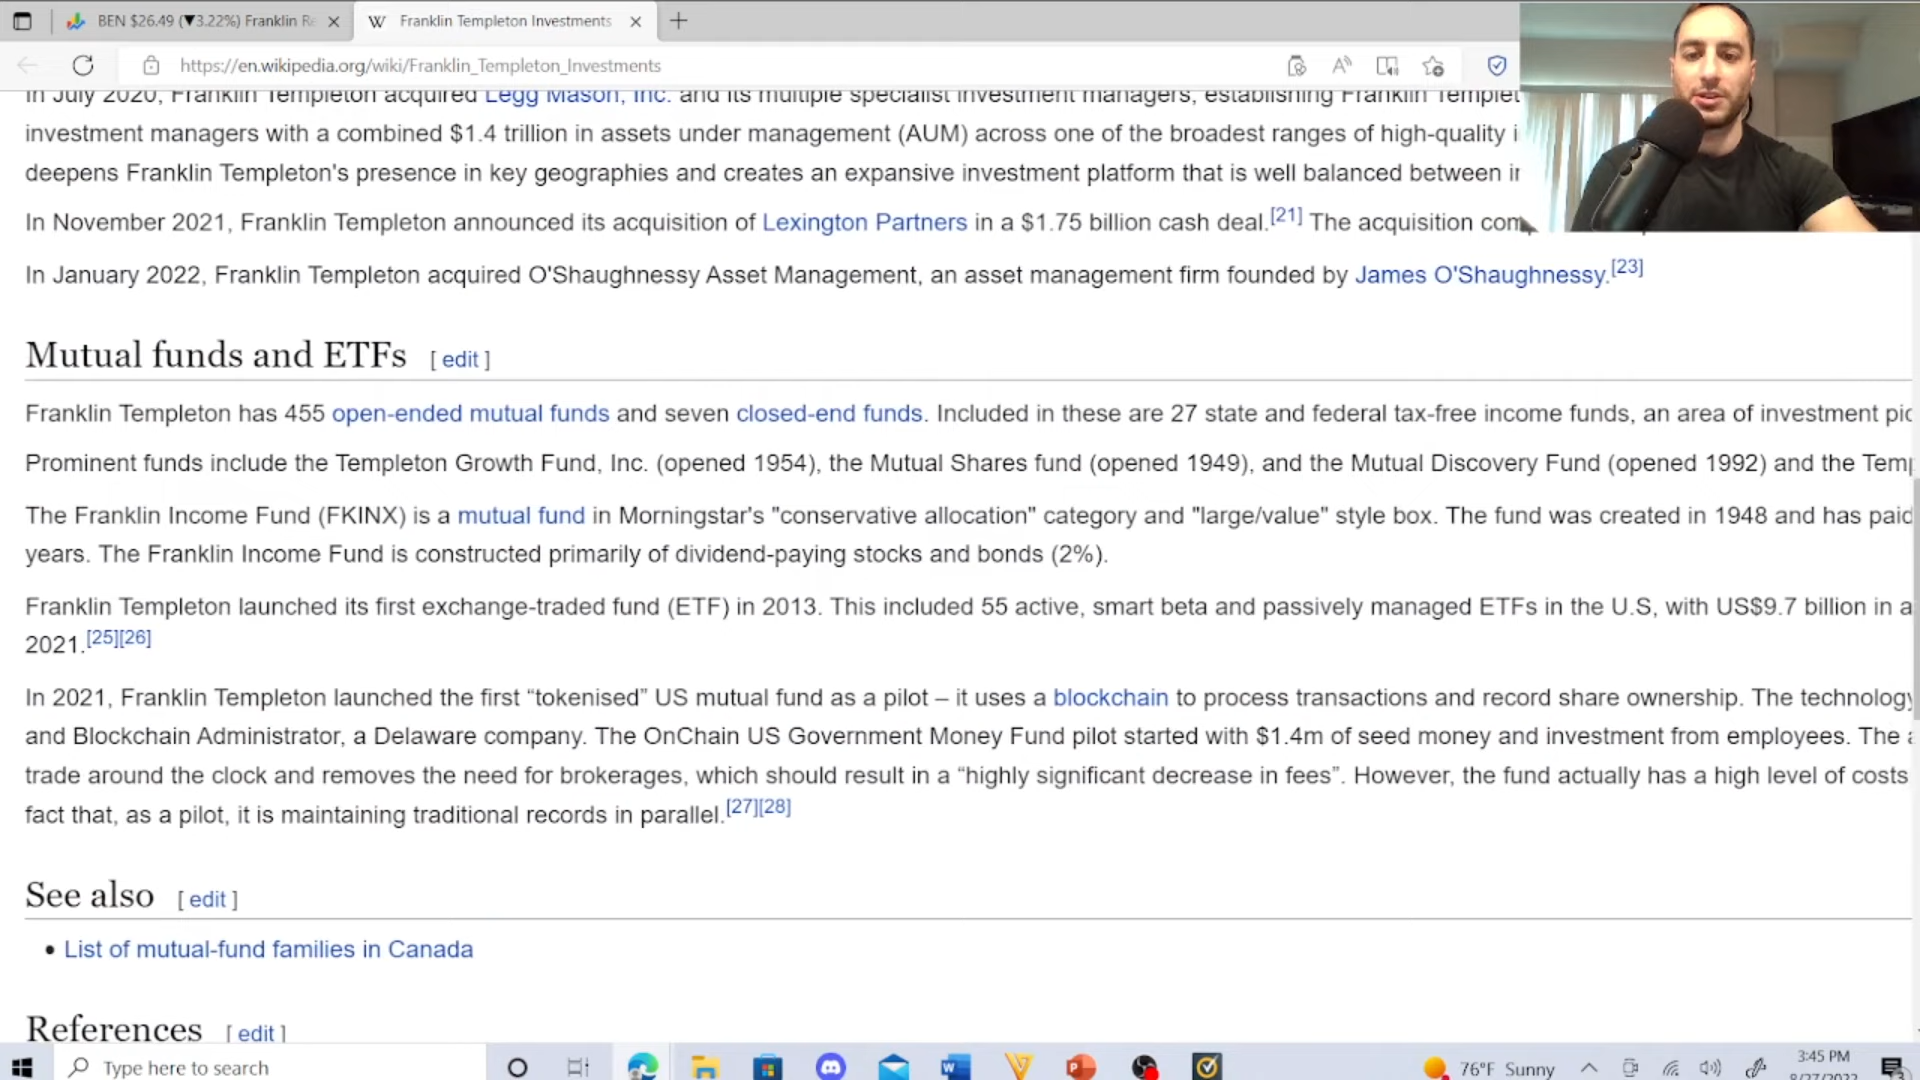 BEN $26.49 (▼3.22%) Franklin Re
Franklin Templeton Investments
https://en.wikipedia.org/wiki/Franklin_Templeton_Investments
In July 2020, Franklin Templeton acquired Legg Mason, Inc. and its multiple specialist investment managers, establishing Franklin Templet
investment managers with a combined $1.4 trillion in assets under management (AUM) across one of the broadest ranges of high-quality i
deepens Franklin Templeton's presence in key geographies and creates an expansive investment platform that is well balanced between in
In November 2021, Franklin Templeton announced its acquisition of Lexington Partners in a $1.75 billion cash deal.[21] The acquisition com
In January 2022, Franklin Templeton acquired O'Shaughnessy Asset Management, an asset management firm founded by James O'Shaughnessy.[23]
Mutual funds and ETFs [ edit ]
Franklin Templeton has 455 open-ended mutual funds and seven closed-end funds. Included in these are 27 state and federal tax-free income funds, an area of investment pio
Prominent funds include the Templeton Growth Fund, Inc. (opened 1954), the Mutual Shares fund (opened 1949), and the Mutual Discovery Fund (opened 1992) and the Temp
The Franklin Income Fund (FKINX) is a mutual fund in Morningstar's "conservative allocation" category and "large/value" style box. The fund was created in 1948 and has paid
years. The Franklin Income Fund is constructed primarily of dividend-paying stocks and bonds (2%).
Franklin Templeton launched its first exchange-traded fund (ETF) in 2013. This included 55 active, smart beta and passively managed ETFs in the U.S, with US$9.7 billion in a
2021.[25][26]
In 2021, Franklin Templeton launched the first “tokenised” US mutual fund as a pilot – it uses a blockchain to process transactions and record share ownership. The technology
and Blockchain Administrator, a Delaware company. The OnChain US Government Money Fund pilot started with $1.4m of seed money and investment from employees. The a
trade around the clock and removes the need for brokerages, which should result in a “highly significant decrease in fees”. However, the fund actually has a high level of costs
fact that, as a pilot, it is maintaining traditional records in parallel.[27][28]
See also [ edit ]
• List of mutual-fund families in Canada
References [ edit ]
Type here to search
76°F Sunny
3:45 PM